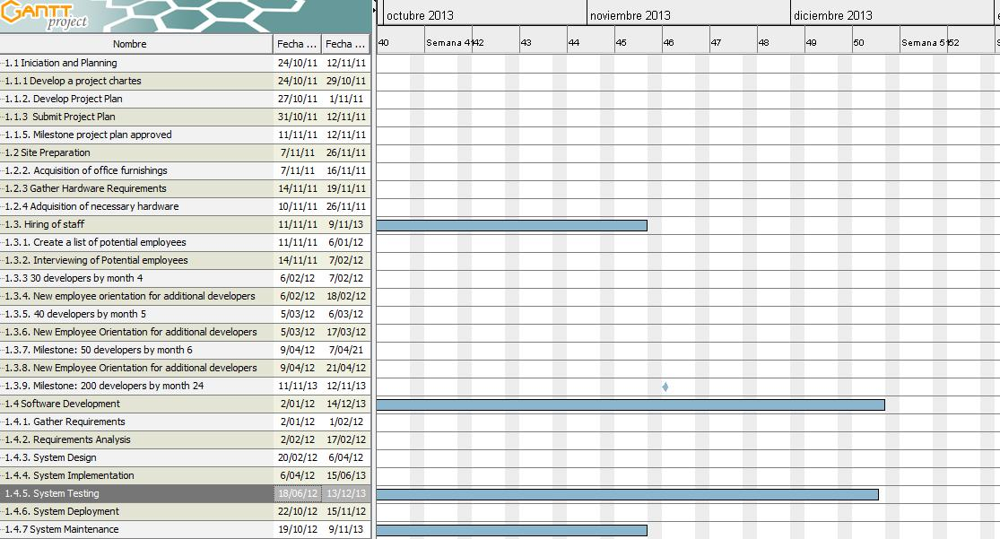 GANTT project
octubre 2013 noviembre 2013 diciembre 2013
Nombre Fecha ... Fecha ... 40 Semana 41 42 43 44 45 46 47 48 49 50 Semana 51 52
1.1 Iniciation and Planning 24/10/11 12/11/11
1.1.1 Develop a project chartes 24/10/11 29/10/11
1.1.2. Develop Project Plan 27/10/11 1/11/11
1.1.3 Submit Project Plan 31/10/11 12/11/11
1.1.5. Milestone project plan approved 11/11/11 12/11/11
1.2 Site Preparation 7/11/11 26/11/11
1.2.2. Acquisition of office furnishings 7/11/11 16/11/11
1.2.3 Gather Hardware Requirements 14/11/11 19/11/11
1.2.4 Adquisition of necessary hardware 10/11/11 26/11/11
1.3. Hiring of staff 11/11/11 9/11/13
1.3.1. Create a list of potential employees 11/11/11 6/01/12
1.3.2. Interviewing of Potential employees 14/11/11 7/02/12
1.3.3 30 developers by month 4 6/02/12 7/02/12
1.3.4. New employee orientation for additional developers 6/02/12 18/02/12
1.3.5. 40 developers by month 5 5/03/12 6/03/12
1.3.6. New Employee Orientation for additional developers 5/03/12 17/03/12
1.3.7. Milestone: 50 developers by month 6 9/04/12 7/04/21
1.3.8. New Employee Orientation for additional developers 9/04/12 21/04/12
1.3.9. Milestone: 200 developers by month 24 11/11/13 12/11/13
1.4 Software Development 2/01/12 14/12/13
1.4.1. Gather Requirements 2/01/12 1/02/12
1.4.2. Requirements Analysis 2/02/12 17/02/12
1.4.3. System Design 20/02/12 6/04/12
1.4.4. System Implementation 6/04/12 15/06/13
1.4.5. System Testing 18/06/12 13/12/13
1.4.6. System Deployment 22/10/12 15/11/12
1.4.7 System Maintenance 19/10/12 9/11/13